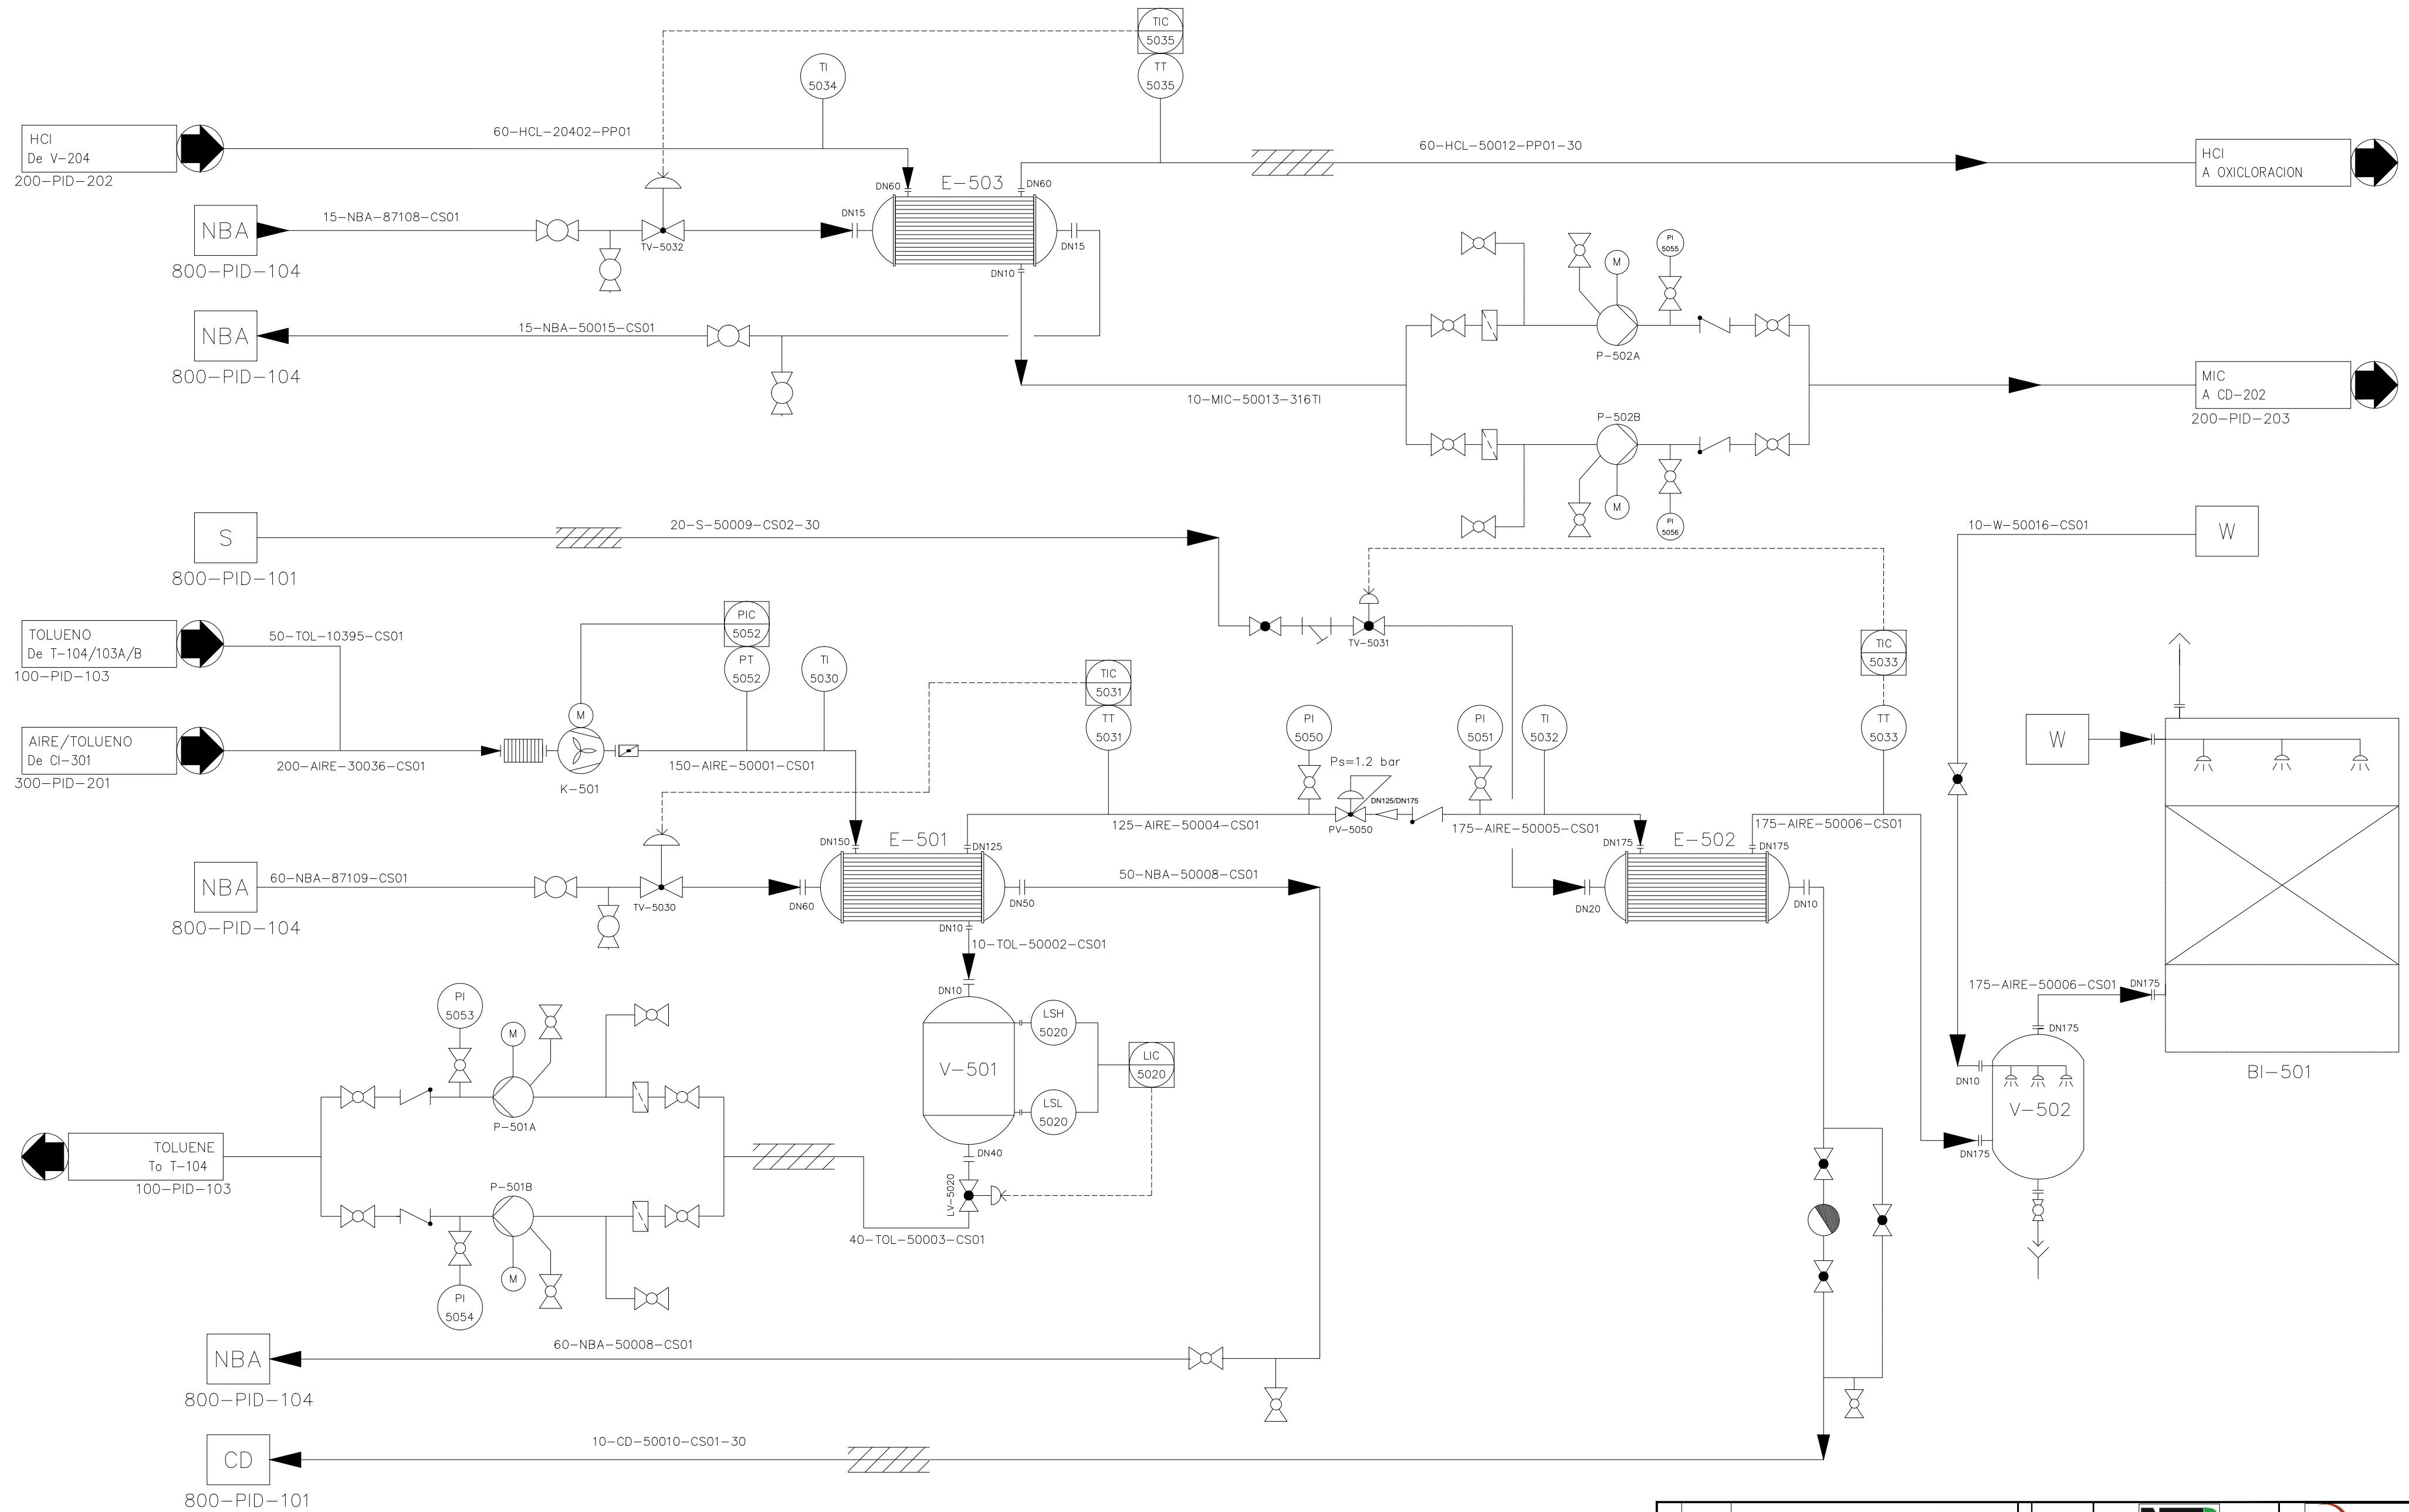 TIC
5035
TT
5035
TI
5034
HCl
De V-204
200-PID-202
60-HCL-20402-PP01
60-HCL-50012-PP01-30
HCl
A OXICLORACION
DN60
E-503
DN60
NBA
800-PID-104
15-NBA-87108-CS01
TV-5032
DN15
DN15
DN10
NBA
800-PID-104
15-NBA-50015-CS01
10-MIC-50013-316TI
PI
5055
M
P-502A
P-502B
M
PI
5056
MIC
A CD-202
200-PID-203
S
800-PID-101
20-S-50009-CS02-30
10-W-50016-CS01
W
TV-5031
TIC
5033
TT
5033
TOLUENO
De T-104/103A/B
100-PID-103
50-TOL-10395-CS01
AIRE/TOLUENO
De CI-301
300-PID-201
200-AIRE-30036-CS01
M
K-501
PIC
5052
PT
5052
TI
5030
150-AIRE-50001-CS01
TIC
5031
TT
5031
PI
5050
Ps=1.2 bar
DN125/DN175
PV-5050
PI
5051
TI
5032
125-AIRE-50004-CS01
175-AIRE-50005-CS01
175-AIRE-50006-CS01
W
DN150
E-501
DN125
DN175
E-502
DN175
NBA
800-PID-104
60-NBA-87109-CS01
TV-5030
DN60
DN50
50-NBA-50008-CS01
DN20
DN10
DN10
10-TOL-50002-CS01
DN10
V-501
LSH
5020
LSL
5020
LIC
5020
DN40
LV-5020
40-TOL-50003-CS01
175-AIRE-50006-CS01
DN175
DN175
DN10
V-502
DN175
BI-501
PI
5053
M
P-501A
TOLUENE
To T-104
100-PID-103
P-501B
M
PI
5054
NBA
800-PID-104
60-NBA-50008-CS01
CD
800-PID-101
10-CD-50010-CS01-30